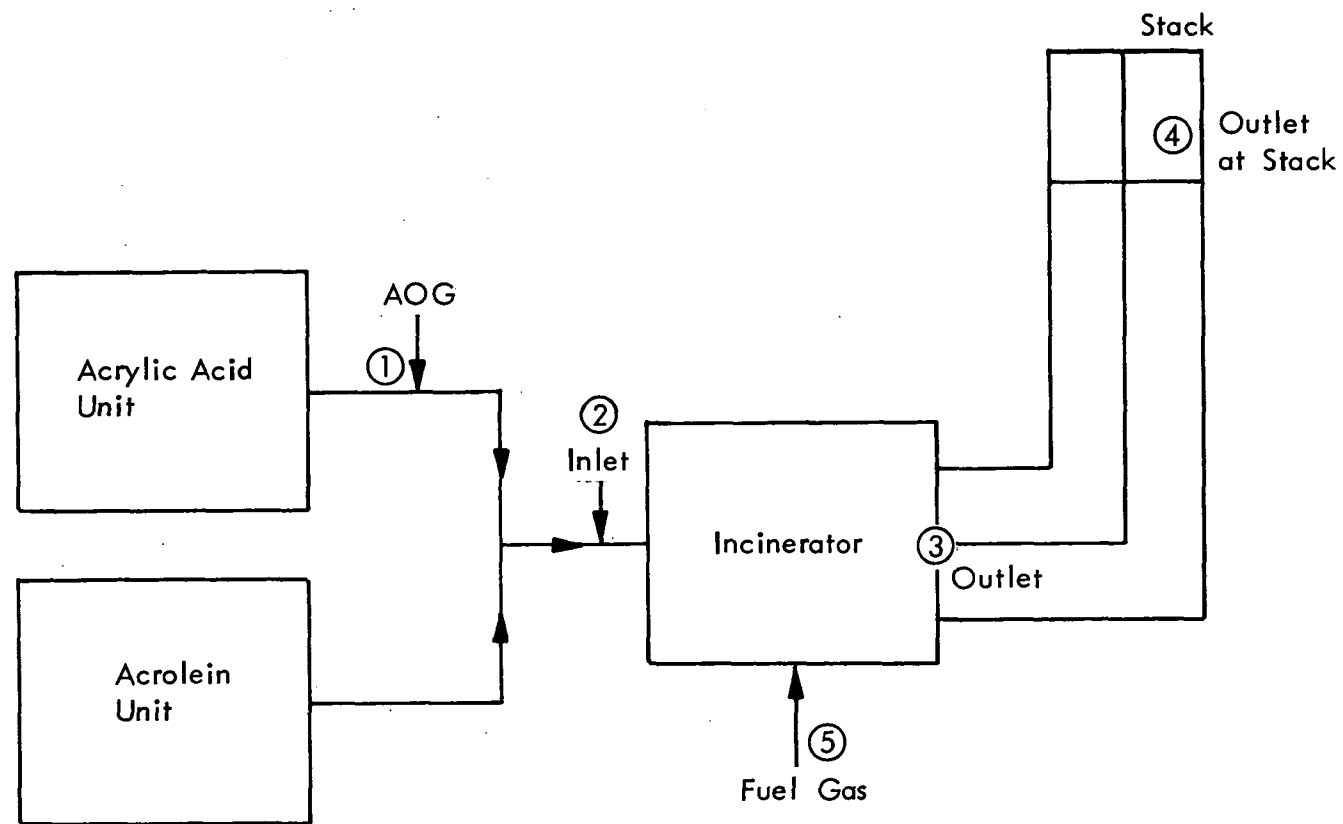 Stack
④ Outlet
at Stack
AOG
①
Acrylic Acid
Unit
②
Inlet
Incinerator
③
Outlet
Acrolein
Unit
⑤
Fuel Gas